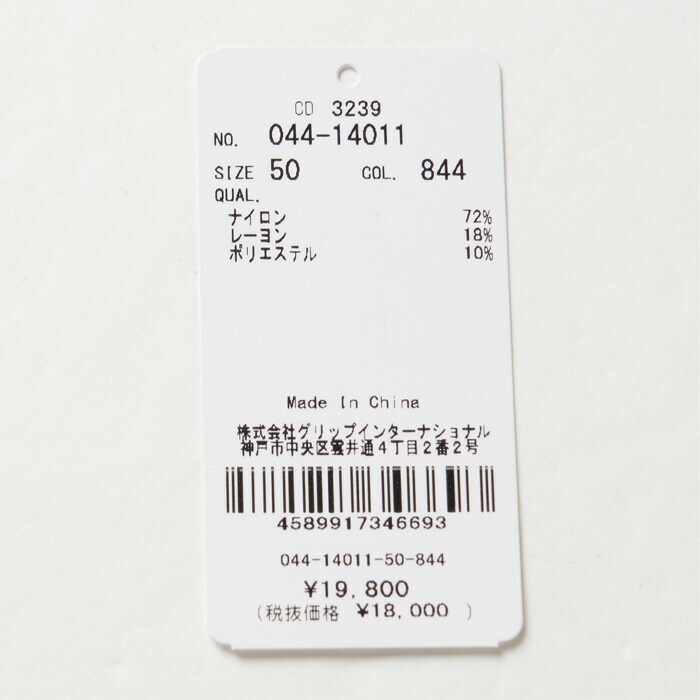 CD 3239
NO. 044-14011
SIZE 50 COL. 844
QUAL.
ナイロン 72%
レーヨン 18%
ポリエステル 10%
Made In China
株式会社グリップインターナショナル
神戸市中央区雲井通4丁目2番2号
4589917346693
044-14011-50-844
¥19,800
(税抜価格 ¥18,000 )